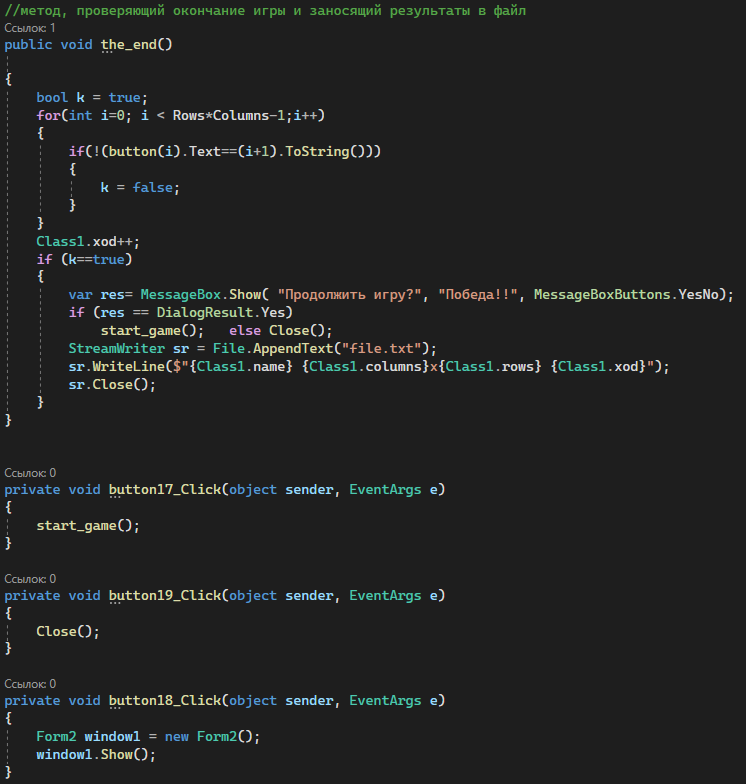 //метод, проверяющий окончание игры и заносящий результаты в файл
Ссылок: 1
public void the_end()
{
bool k = true;
for(int i=0; i < Rows*Columns-1;i++)
{
if(!(button(i).Text==(i+1).ToString()))
{
k = false;
}
}
Class1.xod++;
if (k==true)
{
var res= MessageBox.Show( "Продолжить игру?", "Победа!!", MessageBoxButtons.YesNo);
if (res == DialogResult.Yes)
start_game();   else Close();
StreamWriter sr = File.AppendText("file.txt");
sr.WriteLine($"{Class1.name} {Class1.columns}x{Class1.rows} {Class1.xod}");
sr.Close();
}
}
Ссылок: 0
private void button17_Click(object sender, EventArgs e)
{
start_game();
}
Ссылок: 0
private void button19_Click(object sender, EventArgs e)
{
Close();
}
Ссылок: 0
private void button18_Click(object sender, EventArgs e)
{
Form2 window1 = new Form2();
window1.Show();
}